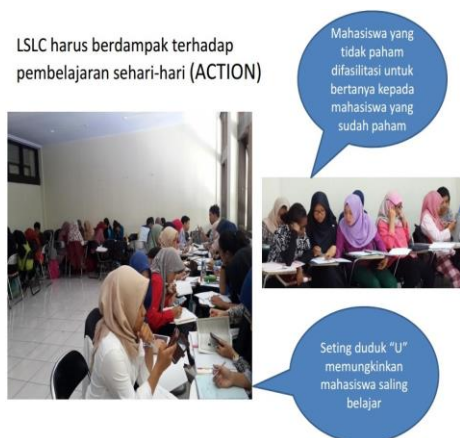 LSLC harus berdampak terhadap
pembelajaran sehari-hari (ACTION)
Mahasiswa yang
tidak paham
difasilitasi untuk
bertanya kepada
mahasiswa yang
sudah paham
Seting duduk “U”
memungkinkan
mahasiswa saling
belajar